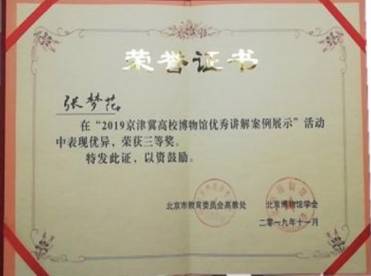 荣誉证书
张梦苑
在“2019京津冀高校博物馆优秀讲解案例展示”活动
中表现优异，荣获三等奖。
特发此证，以资鼓励。
北京市教育委员会高教处
北京博物馆学会
二零一九年十一月